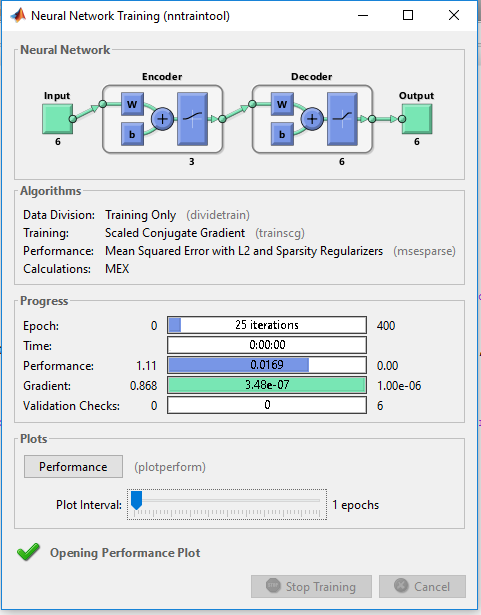 Neural Network Training (nntraintool)
Neural Network
Encoder Decoder
Input W b + W b + Output
6 3 6 6
Algorithms
Data Division: Training Only (dividetrain)
Training: Scaled Conjugate Gradient (trainscg)
Performance: Mean Squared Error with L2 and Sparsity Regularizers (msesparse)
Calculations: MEX
Progress
Epoch: 0 25 iterations 400
Time: 0:00:00
Performance: 1.11 0.0169 0.00
Gradient: 0.868 3.48e-07 1.00e-06
Validation Checks: 0 0 6
Plots
Performance (plotperform)
Plot Interval: 1 epochs
Opening Performance Plot
Stop Training Cancel